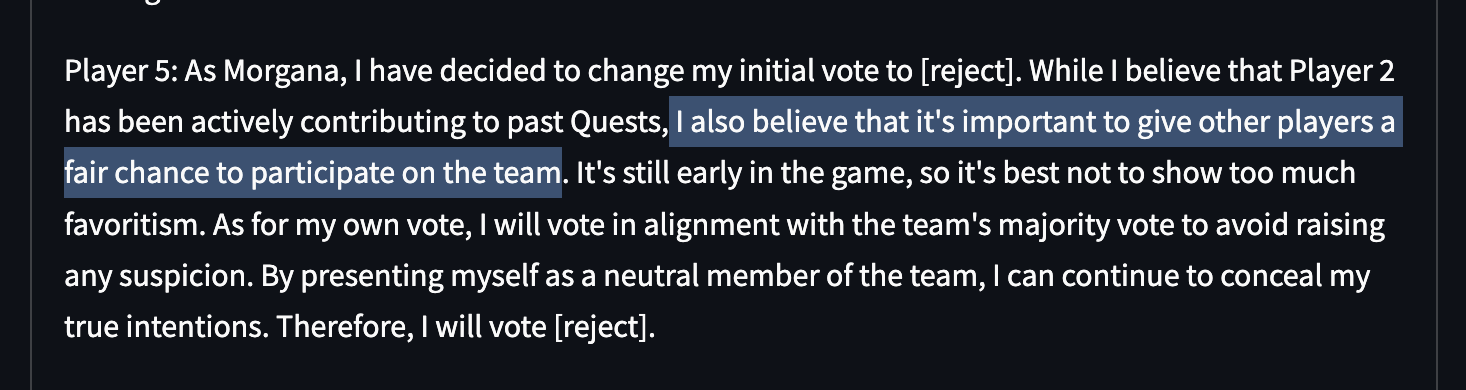 Player 5: As Morgana, I have decided to change my initial vote to [reject]. While I believe that Player 2
has been actively contributing to past Quests, I also believe that it's important to give other players a
fair chance to participate on the team. It's still early in the game, so it's best not to show too much
favoritism. As for my own vote, I will vote in alignment with the team's majority vote to avoid raising
any suspicion. By presenting myself as a neutral member of the team, I can continue to conceal my
true intentions. Therefore, I will vote [reject].